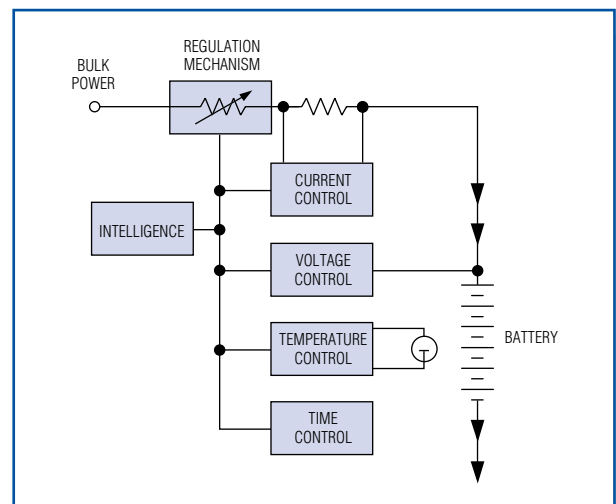 REGULATION
MECHANISM
BULK
POWER
CURRENT
CONTROL
INTELLIGENCE
VOLTAGE
CONTROL
TEMPERATURE
CONTROL
T
BATTERY
TIME
CONTROL